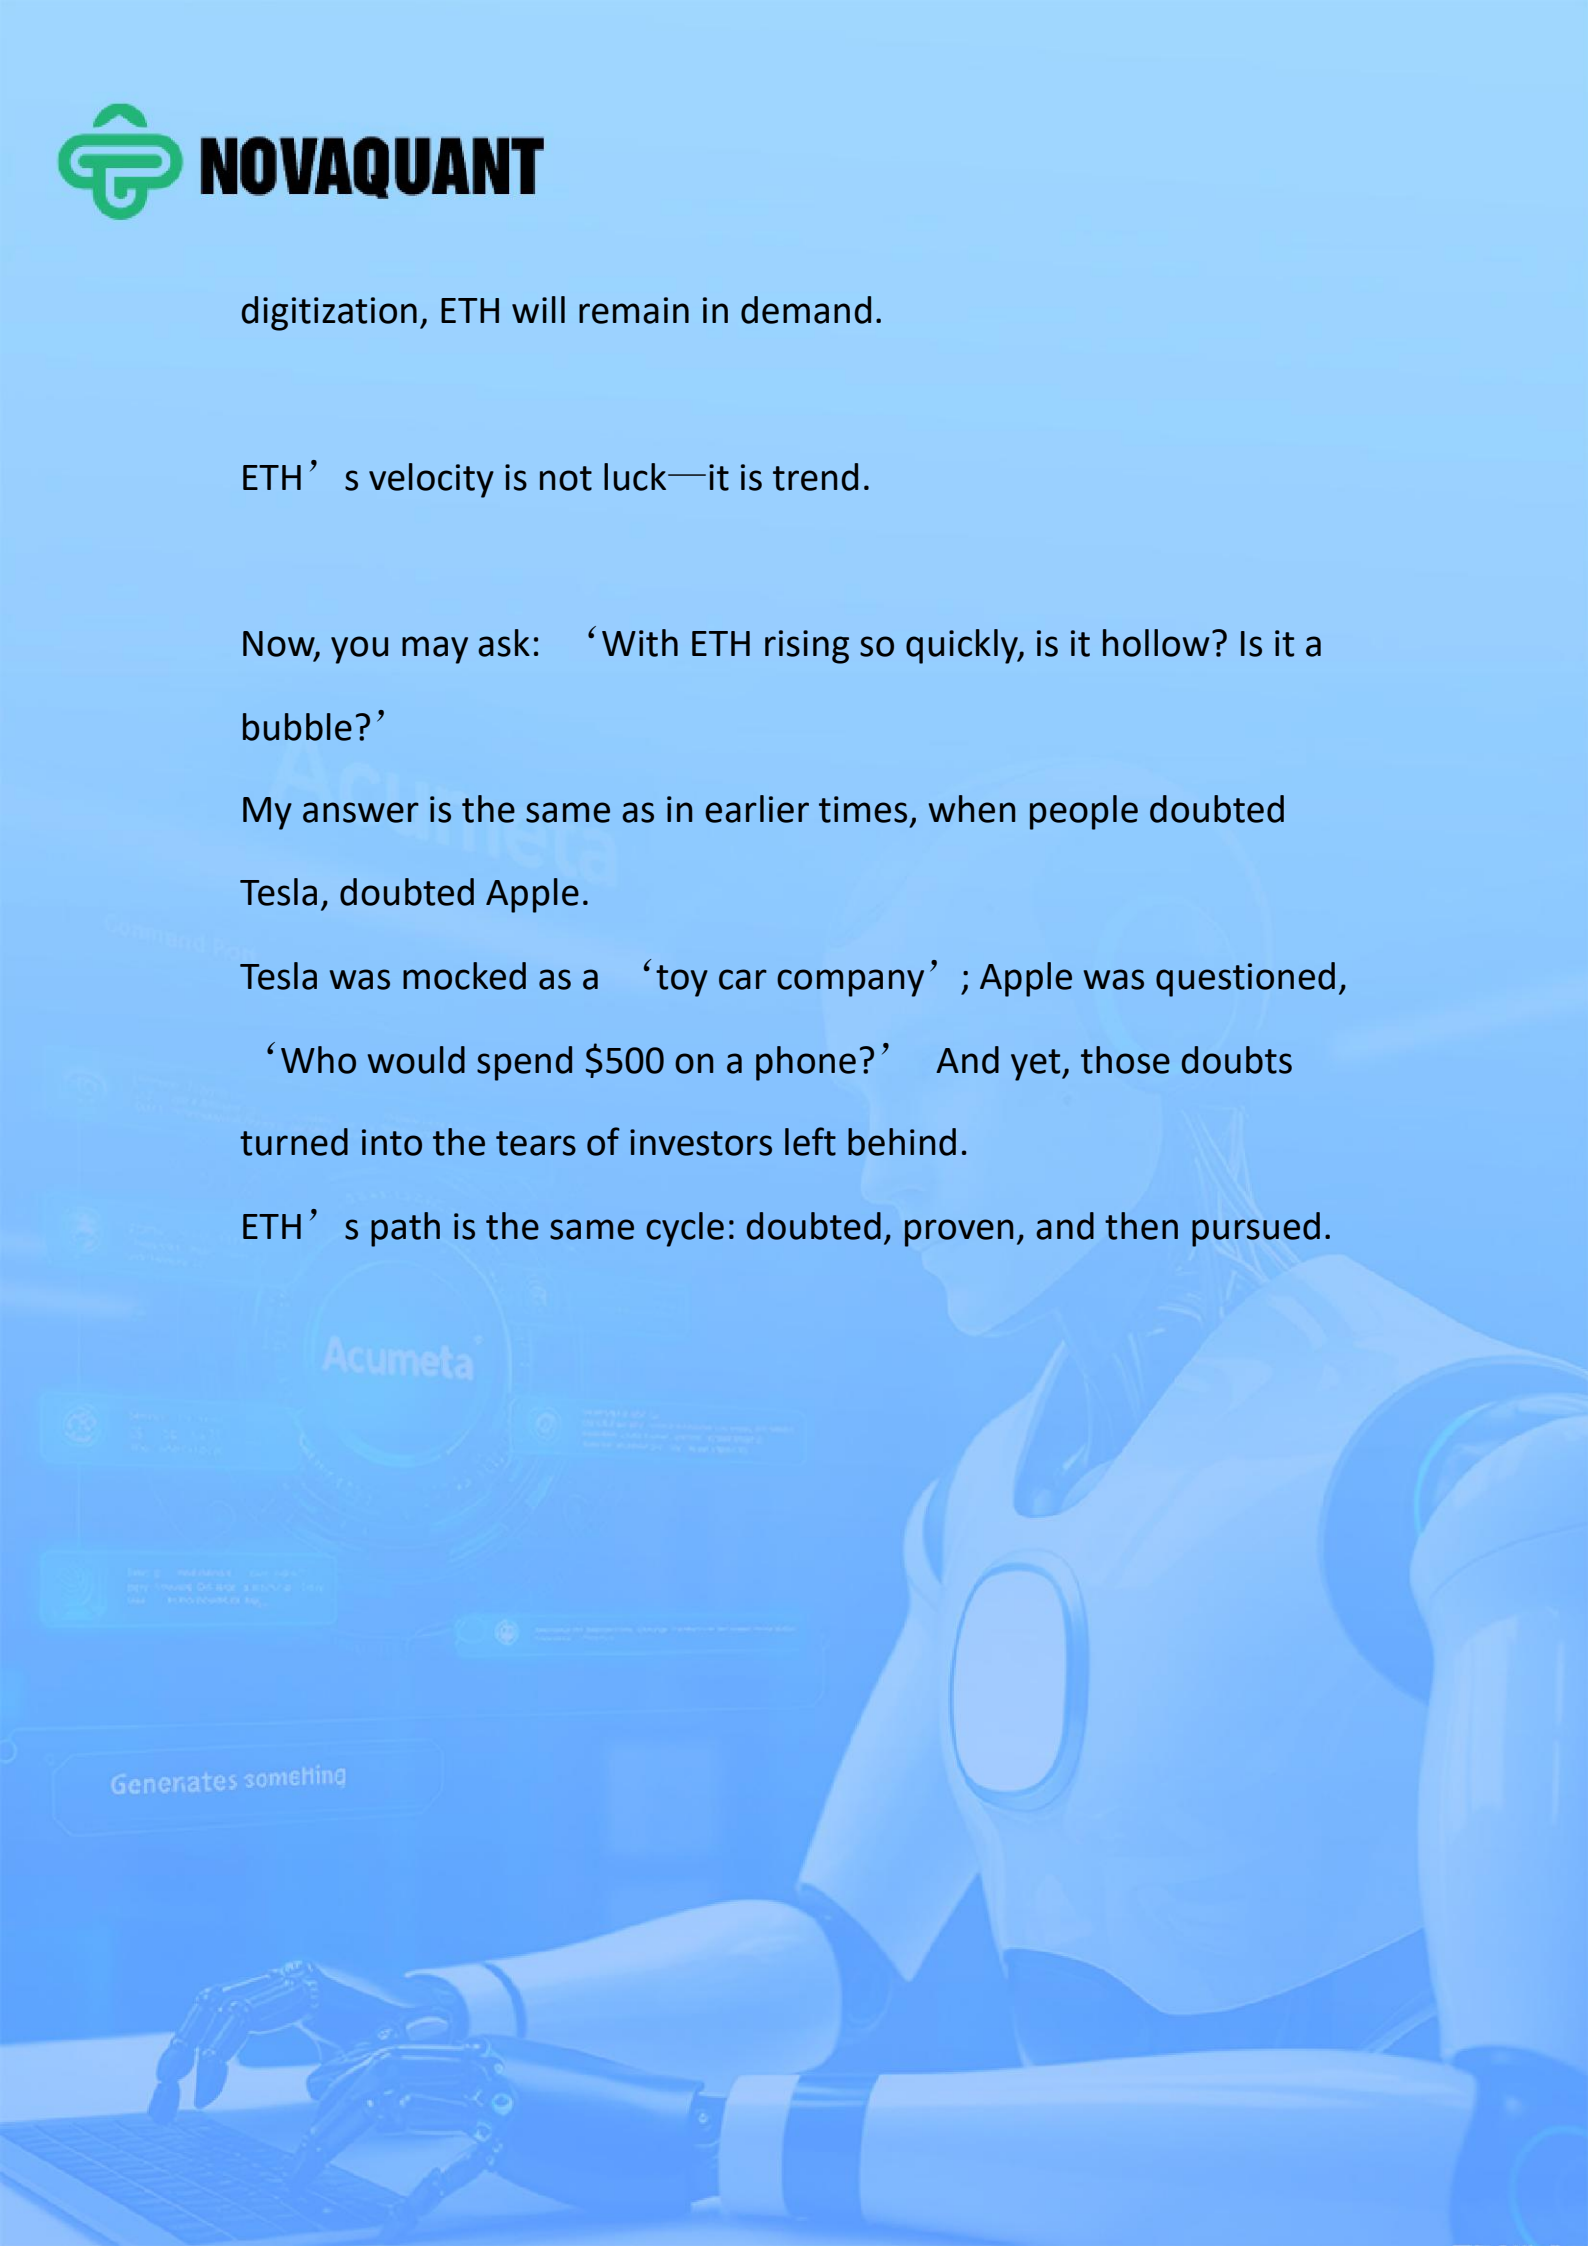 NOVAQUANT
digitization, ETH will remain in demand.
ETH’s velocity is not luck—it is trend.
Now, you may ask: ‘With ETH rising so quickly, is it hollow? Is it a
bubble?’
My answer is the same as in earlier times, when people doubted
Tesla, doubted Apple.
Tesla was mocked as a ‘toy car company’; Apple was questioned,
‘Who would spend $500 on a phone?’ And yet, those doubts
turned into the tears of investors left behind.
ETH’s path is the same cycle: doubted, proven, and then pursued.
Acumeta
Acumeta
Generates something